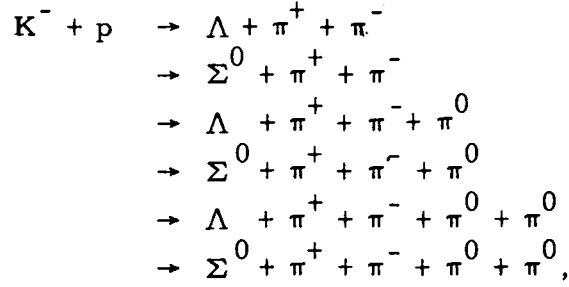 K⁻ + p → Λ + π⁺ + π⁻
→ Σ⁰ + π⁺ + π⁻
→ Λ + π⁺ + π⁻ + π⁰
→ Σ⁰ + π⁺ + π⁻ + π⁰
→ Λ + π⁺ + π⁻ + π⁰ + π⁰
→ Σ⁰ + π⁺ + π⁻ + π⁰ + π⁰,